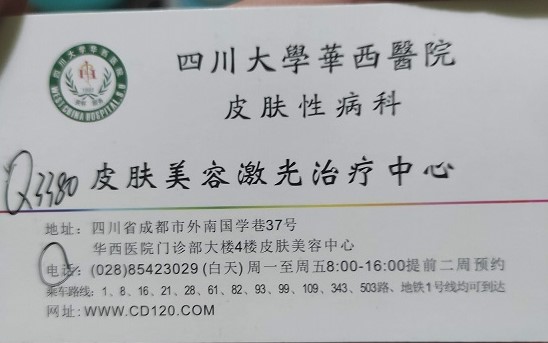 四川大学华西医院
WEST CHINA HOSPITAL, S.U
四川大學華西醫院
皮肤性病科
Q3380
皮肤美容激光治疗中心
地址: 四川省成都市外南国学巷37号
华西医院门诊部大楼4楼皮肤美容中心
电话: (028)85423029 (白天) 周一至周五8:00-16:00提前二周预约
乘车路线: 1、8、16、21、28、61、82、93、99、109、343、503路、地铁1号线均可到达
网址: WWW.CD120.COM